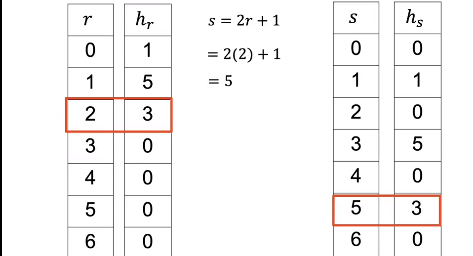 r h_r s = 2r + 1 s h_s
0 1 = 2(2) + 1 0 0
1 5 = 5 1 1
2 3 2 0
3 0 3 5
4 0 4 0
5 0 5 3
6 0 6 0